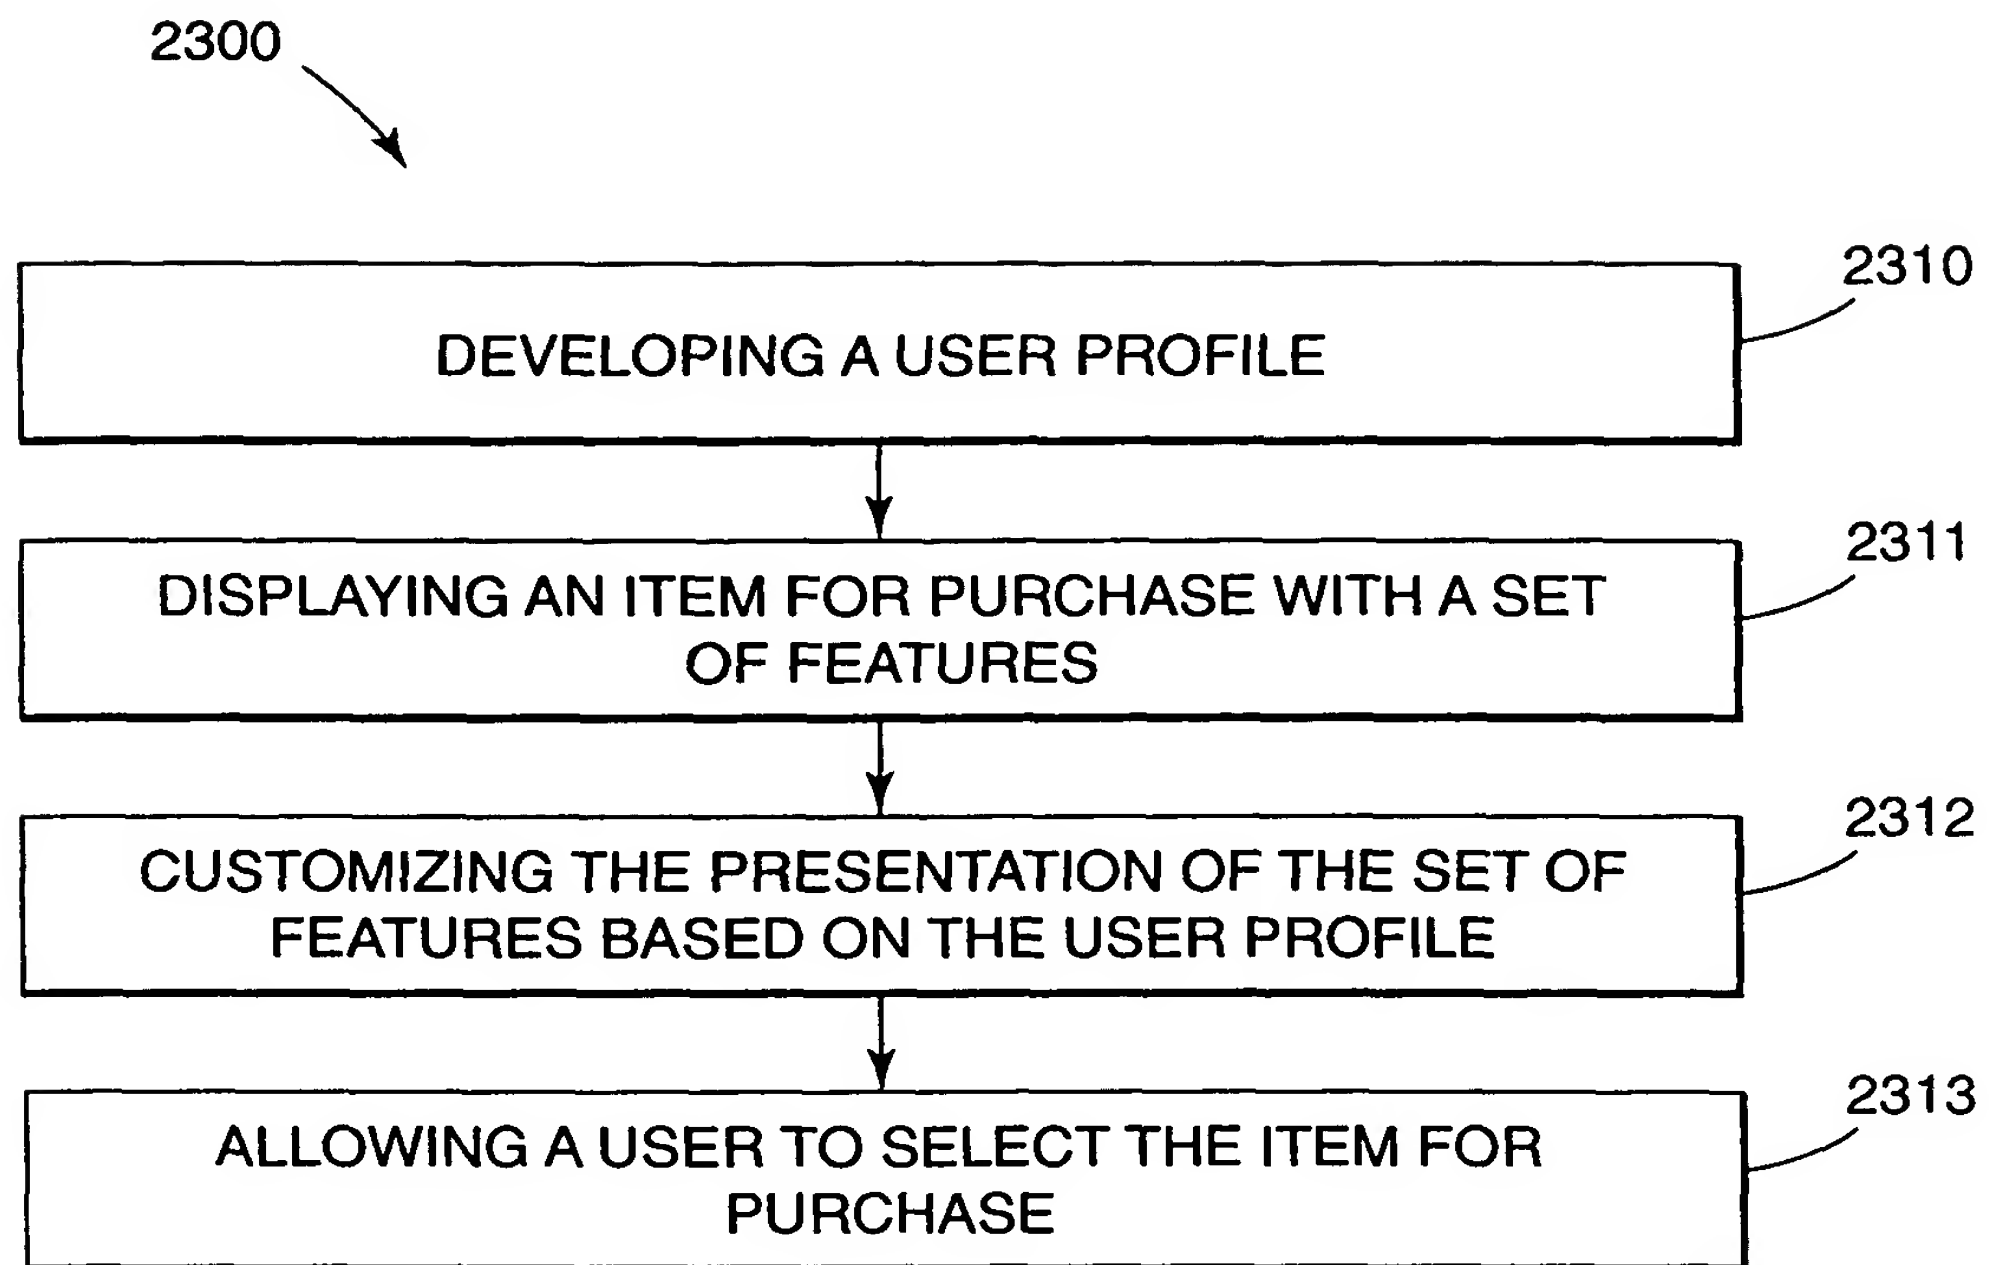 2300
2310
DEVELOPING A USER PROFILE
2311
DISPLAYING AN ITEM FOR PURCHASE WITH A SET
OF FEATURES
2312
CUSTOMIZING THE PRESENTATION OF THE SET OF
FEATURES BASED ON THE USER PROFILE
2313
ALLOWING A USER TO SELECT THE ITEM FOR
PURCHASE